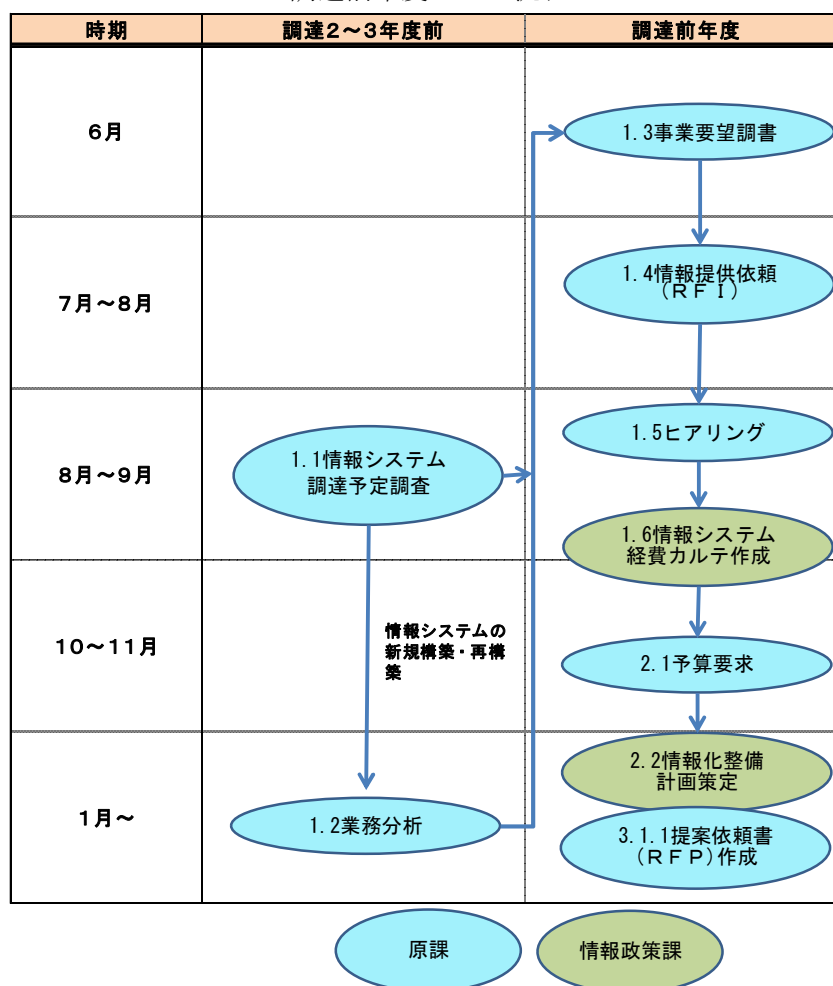 時期
調達2～3年度前
調達前年度
6月
1.3事業要望調書
7月～8月
1.4情報提供依頼
(ＲＦＩ)
8月～9月
1.1情報システム
調達予定調査
1.5ヒアリング
1.6情報システム
経費カルテ作成
10～11月
情報システムの
新規構築・再構
築
2.1予算要求
1月～
1.2業務分析
2.2情報化整備
計画策定
3.1.1提案依頼書
(ＲＦＰ)作成
原課
情報政策課